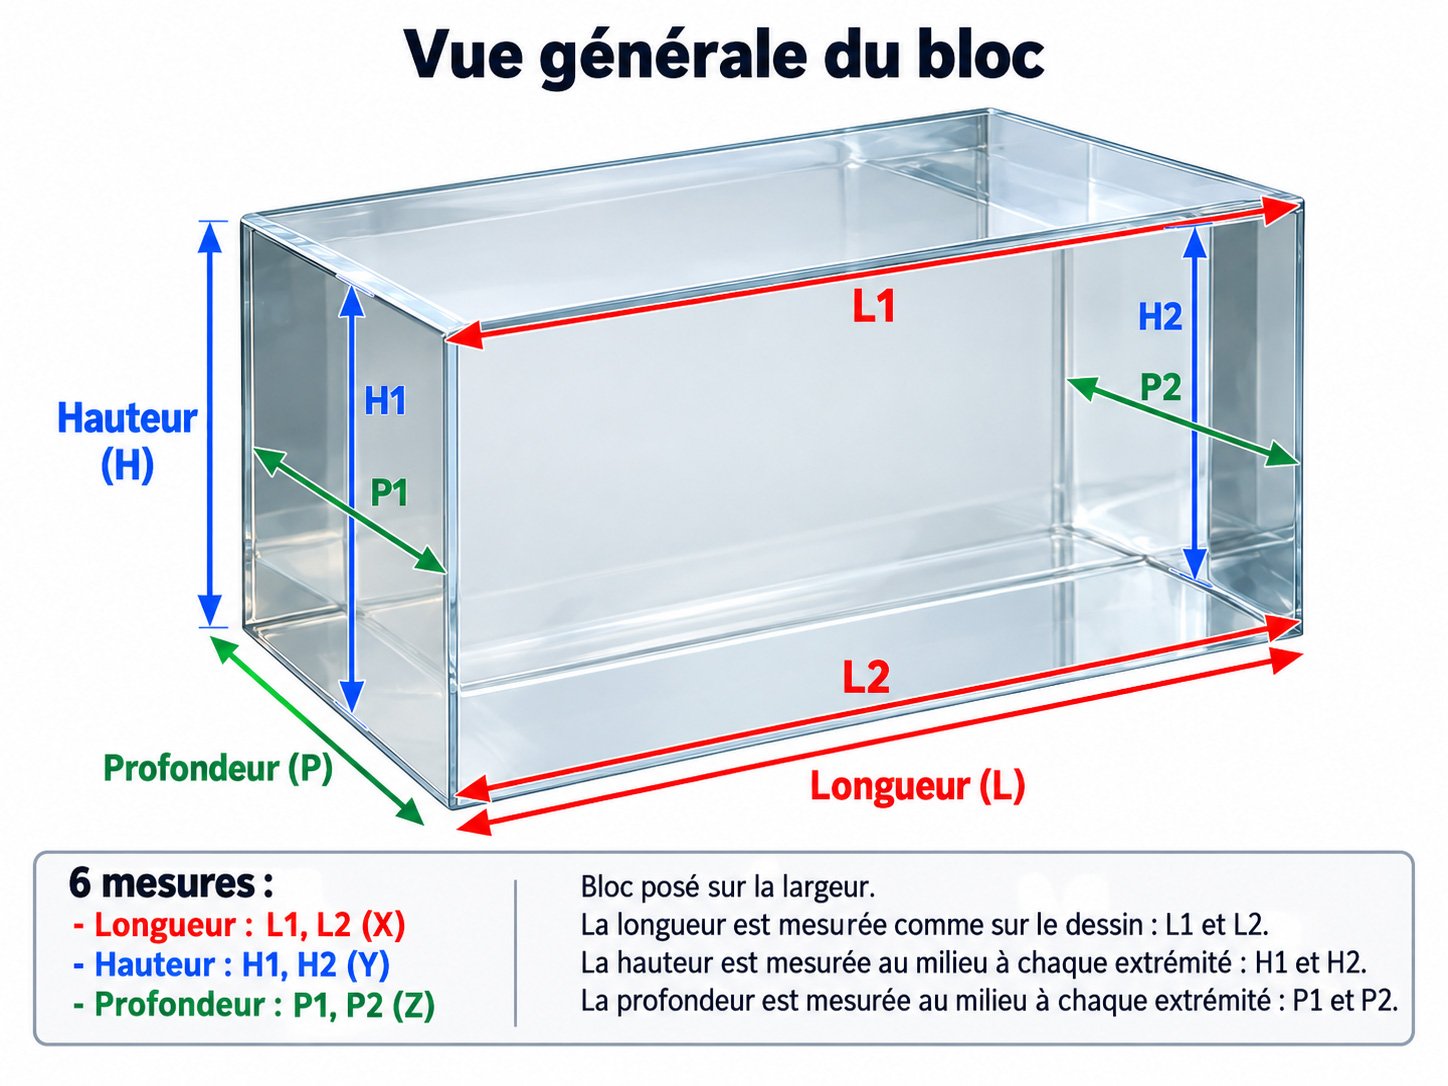 Vue générale du bloc
L1
H2
P2
H1
Hauteur
(H)
P1
L2
Profondeur (P)
Longueur (L)
6 mesures :
- Longueur : L1, L2 (X)
- Hauteur : H1, H2 (Y)
- Profondeur : P1, P2 (Z)
Bloc posé sur la largeur.
La longueur est mesurée comme sur le dessin : L1 et L2.
La hauteur est mesurée au milieu à chaque extrémité : H1 et H2.
La profondeur est mesurée au milieu à chaque extrémité : P1 et P2.